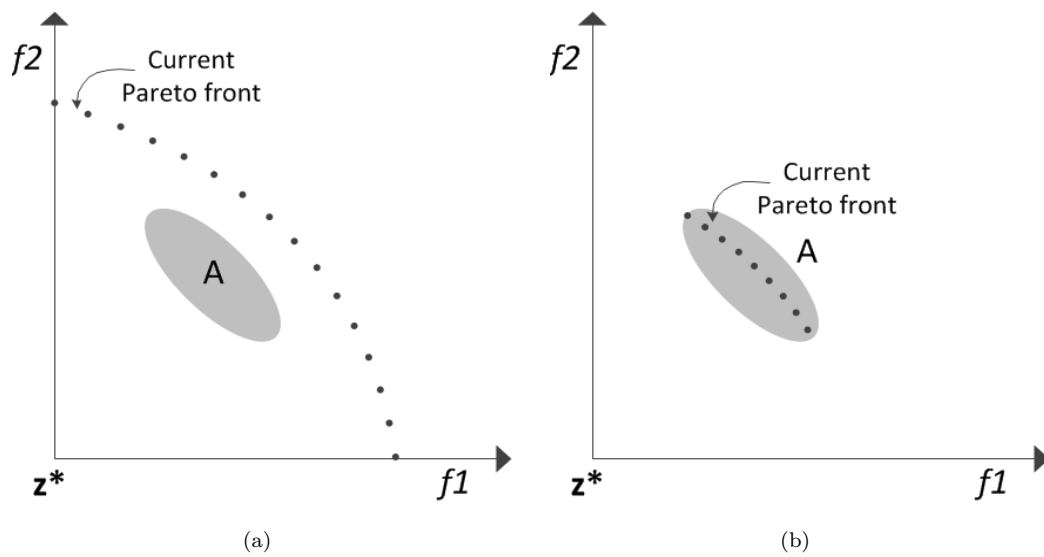 f2
Current
Pareto front
A
z*
f1
(a)
f2
Current
Pareto front
A
z*
f1
(b)